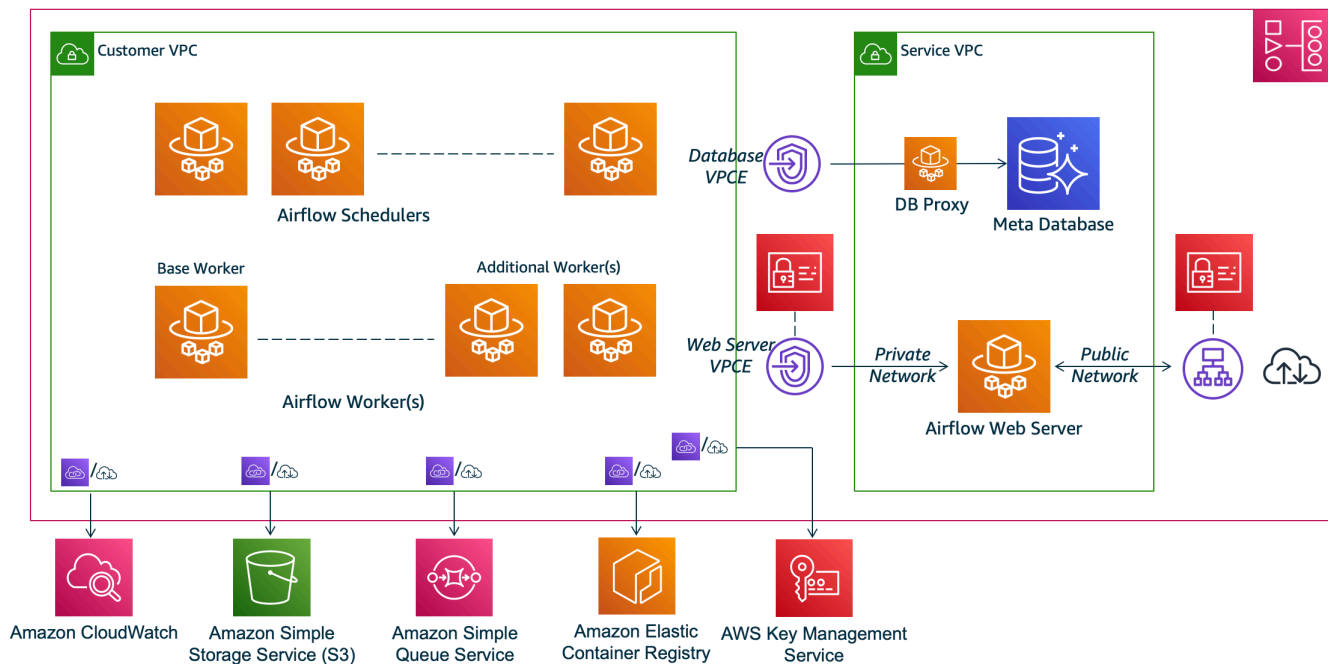 Customer VPC
Service VPC
Database
VPCE
Airflow Schedulers
DB Proxy
Meta Database
Base Worker
Additional Worker(s)
Web Server
VPCE
Private
Network
Public
Network
Airflow Worker(s)
Airflow Web Server
/
/
/
/
/
Amazon CloudWatch
Amazon Simple
Storage Service (S3)
Amazon Simple
Queue Service
Amazon Elastic
Container Registry
AWS Key Management
Service